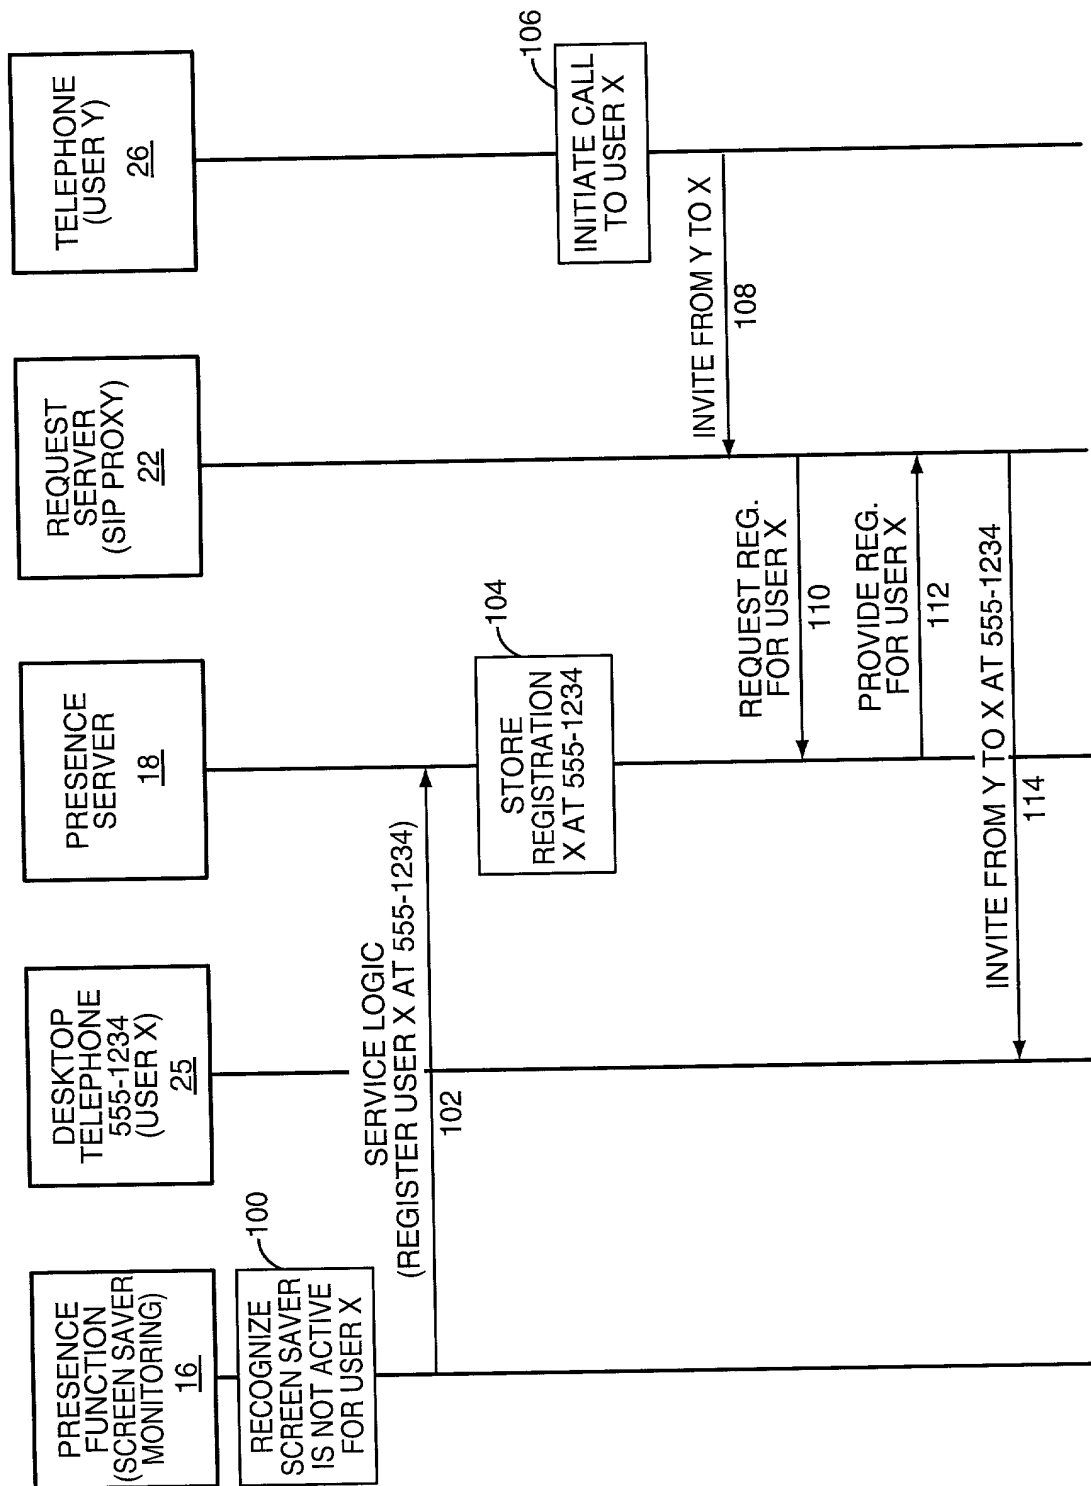 PRESENCE
FUNCTION
(SCREEN SAVER
MONITORING)
16
DESKTOP
TELEPHONE
555-1234
(USER X)
25
PRESENCE
SERVER
18
REQUEST
SERVER
(SIP PROXY)
22
TELEPHONE
(USER Y)
26
RECOGNIZE
SCREEN SAVER
IS NOT ACTIVE
FOR USER X
100
SERVICE LOGIC
(REGISTER USER X AT 555-1234)
102
STORE
REGISTRATION
X AT 555-1234
104
INITIATE CALL
TO USER X
106
INVITE FROM Y TO X
108
REQUEST REG.
FOR USER X
110
PROVIDE REG.
FOR USER X
112
INVITE FROM Y TO X AT 555-1234
114